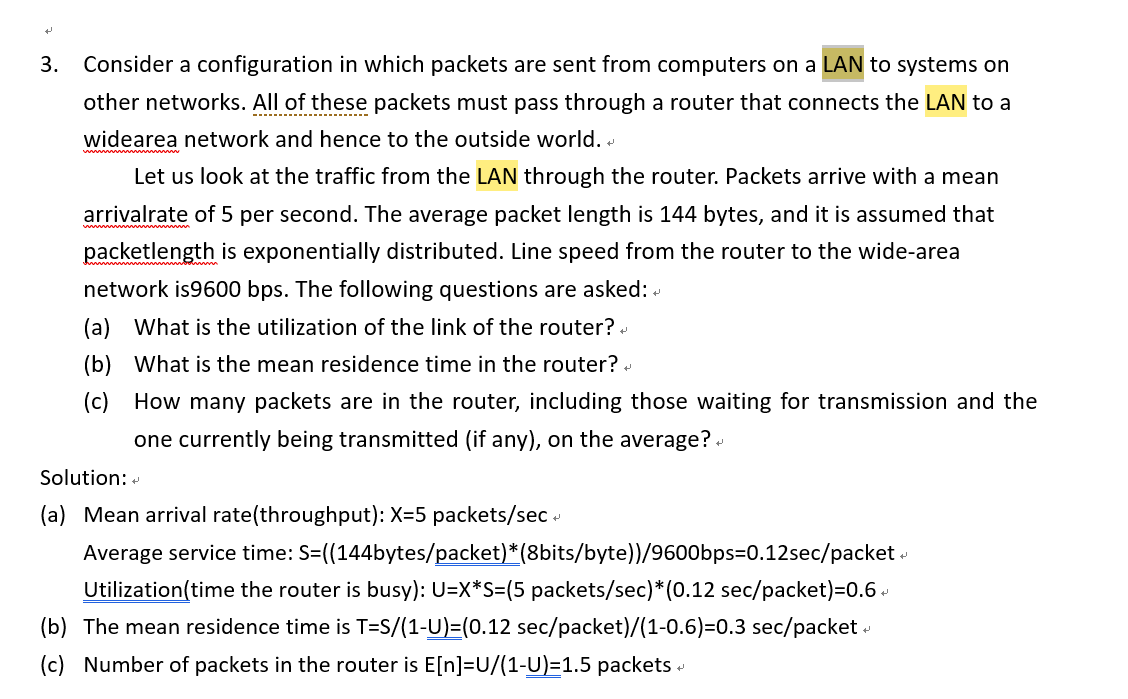 3. Consider a configuration in which packets are sent from computers on a LAN to systems on
other networks. All of these packets must pass through a router that connects the LAN to a
widearea network and hence to the outside world.
Let us look at the traffic from the LAN through the router. Packets arrive with a mean
arrivalrate of 5 per second. The average packet length is 144 bytes, and it is assumed that
packetlength is exponentially distributed. Line speed from the router to the wide-area
network is9600 bps. The following questions are asked:
(a) What is the utilization of the link of the router?
(b) What is the mean residence time in the router?
(c) How many packets are in the router, including those waiting for transmission and the
one currently being transmitted (if any), on the average?
Solution:
(a) Mean arrival rate(throughput): X=5 packets/sec
Average service time: S=((144bytes/packet)*(8bits/byte))/9600bps=0.12sec/packet
Utilization(time the router is busy): U=X*S=(5 packets/sec)*(0.12 sec/packet)=0.6
(b) The mean residence time is T=S/(1-U)=(0.12 sec/packet)/(1-0.6)=0.3 sec/packet
(c) Number of packets in the router is E[n]=U/(1-U)=1.5 packets